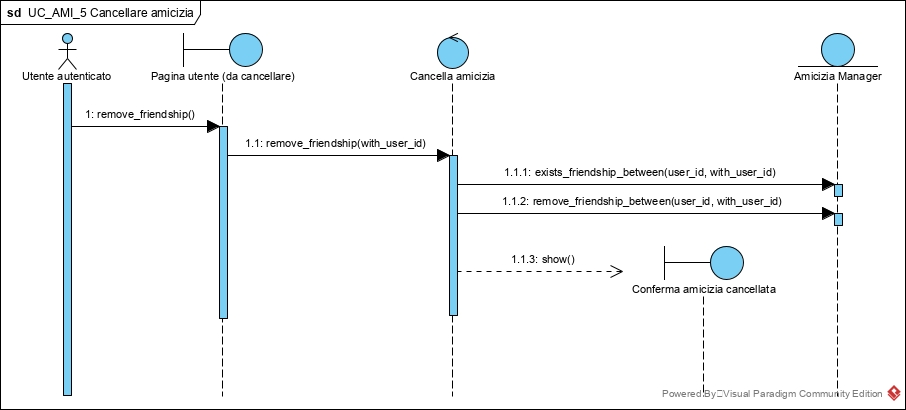 sd UC_AMI_5 Cancellare amicizia
Utente autenticato
Pagina utente (da cancellare)
Cancella amicizia
Amicizia Manager
1: remove_friendship()
1.1: remove_friendship(with_user_id)
1.1.1: exists_friendship_between(user_id, with_user_id)
1.1.2: remove_friendship_between(user_id, with_user_id)
1.1.3: show()
Conferma amicizia cancellata
Powered By Visual Paradigm Community Edition